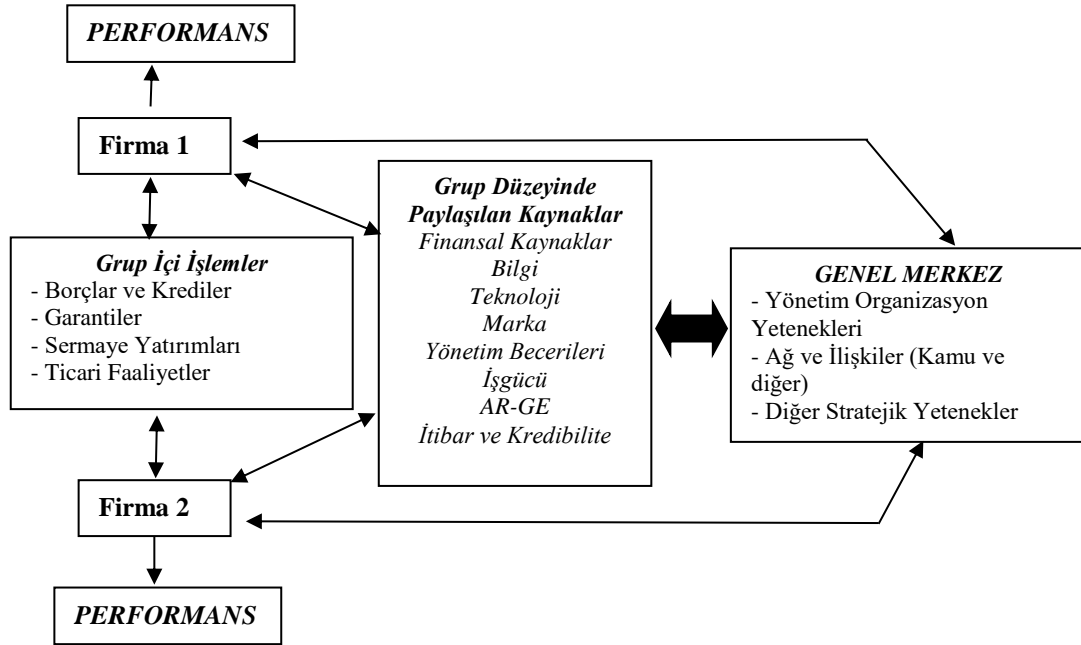 PERFORMANS
Firma 1
Grup İçi İşlemler
- Borçlar ve Krediler
- Garantiler
- Sermaye Yatırımları
- Ticari Faaliyetler
Firma 2
PERFORMANS
Grup Düzeyinde
Paylaşılan Kaynaklar
Finansal Kaynaklar
Bilgi
Teknoloji
Marka
Yönetim Becerileri
İşgücü
AR-GE
İtibar ve Kredibilite
GENEL MERKEZ
- Yönetim Organizasyon
Yetenekleri
- Ağ ve İlişkiler (Kamu ve
diğer)
- Diğer Stratejik Yetenekler